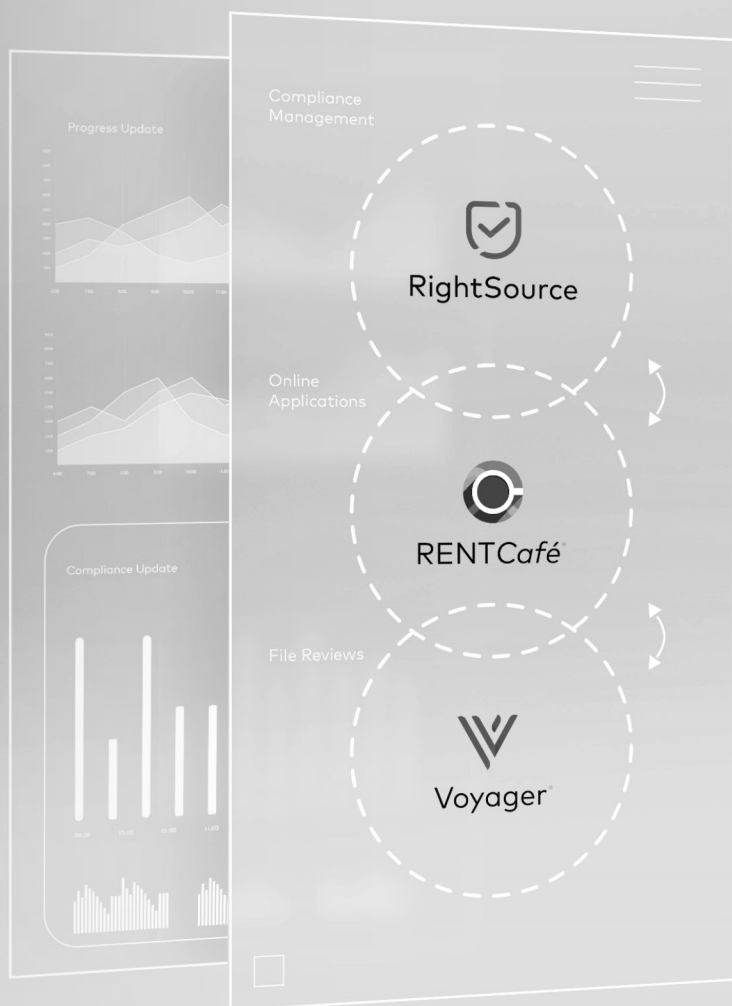 Compliance
Management
RightSource
Online
Applications
RENTCafé
File Reviews
Voyager
Progress Update
Compliance Update